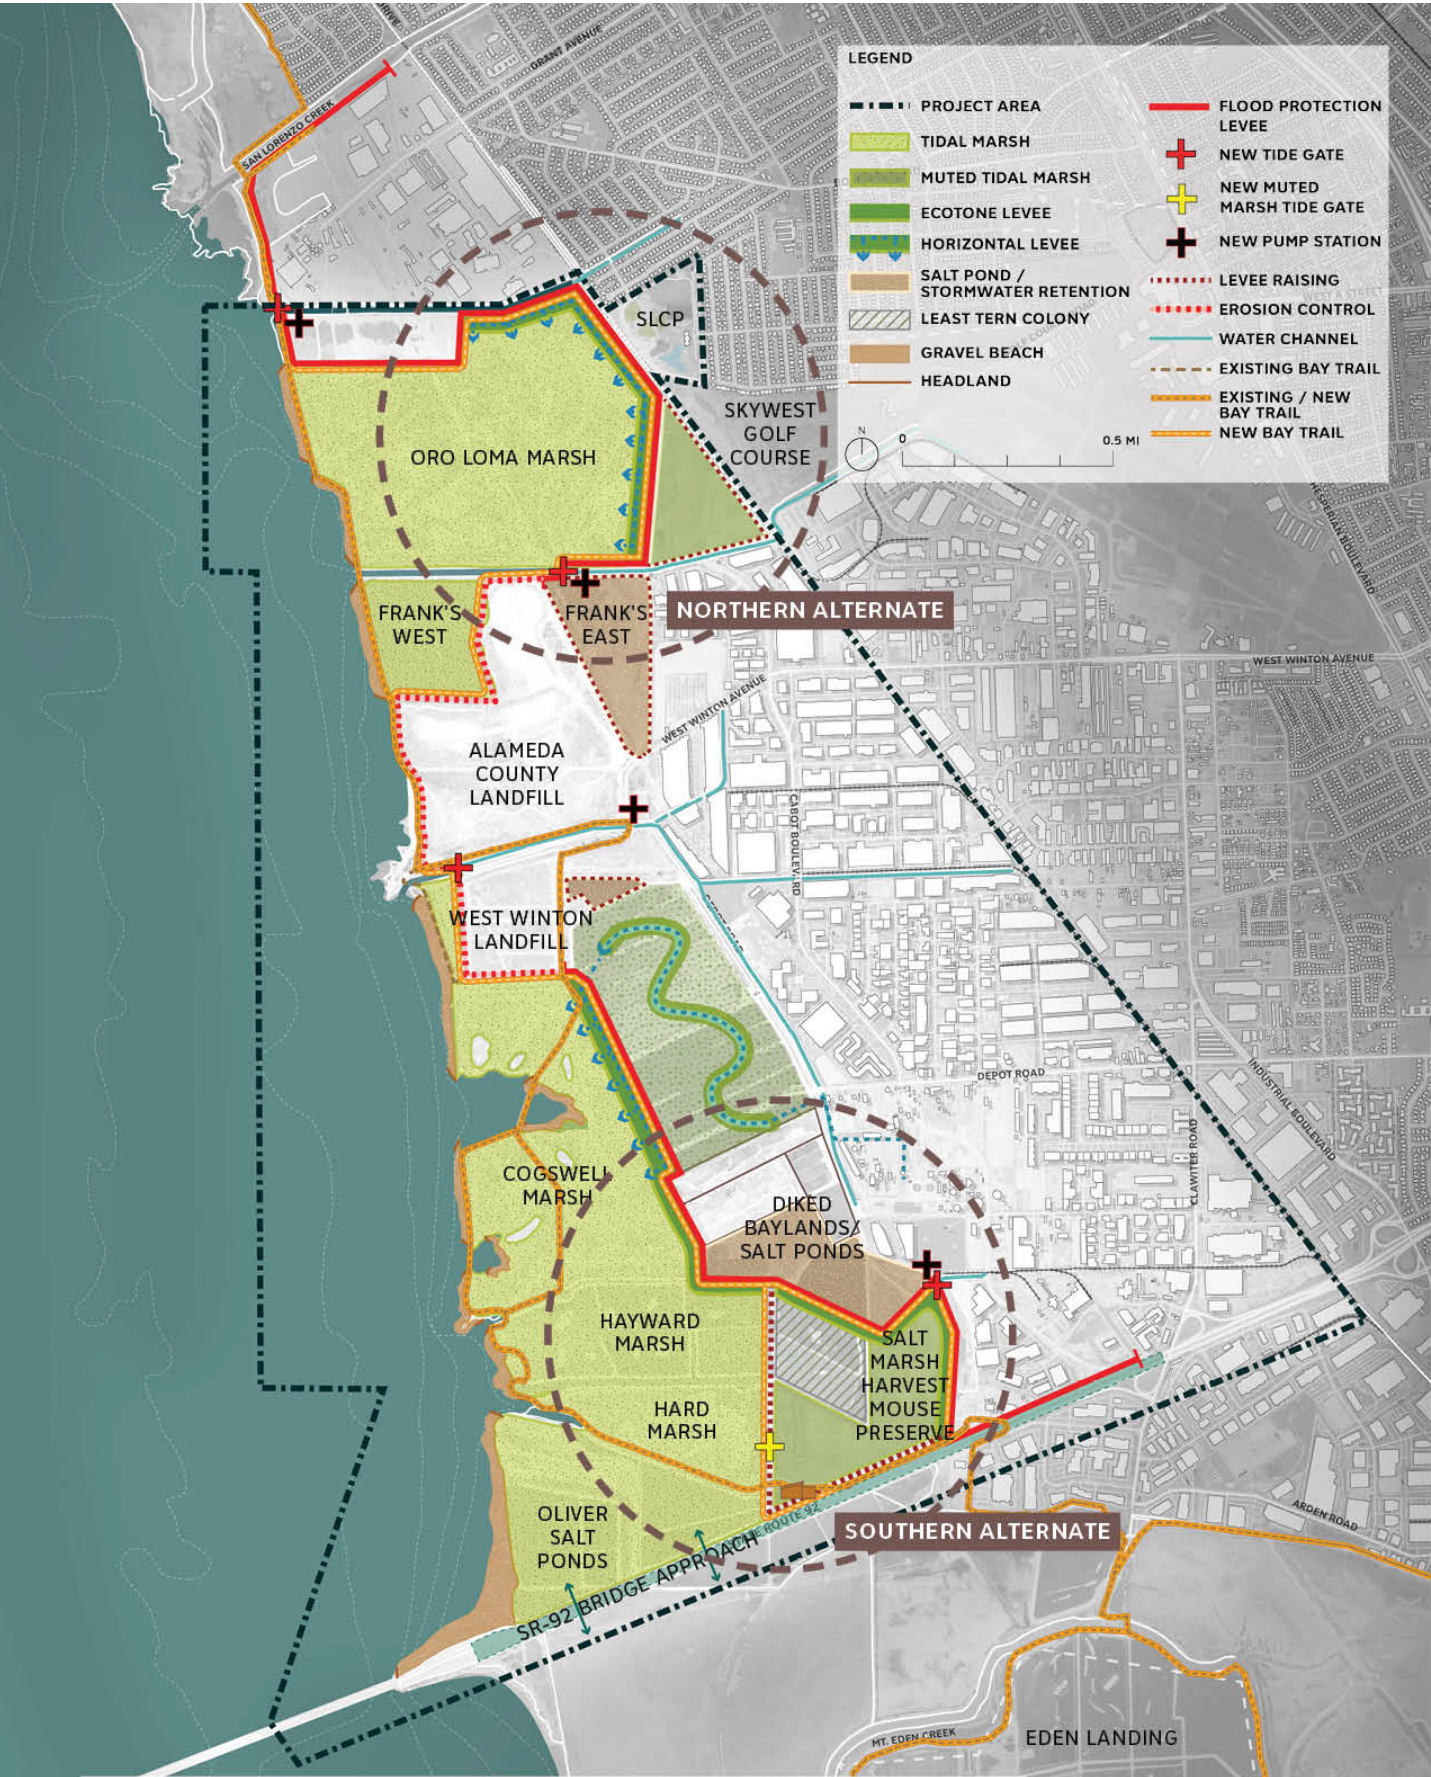 DRIVE
GRANT AVENUE
SAN LORENZO CREEK
LEGEND
PROJECT AREA
TIDAL MARSH
MUTED TIDAL MARSH
ECOTONE LEVEE
HORIZONTAL LEVEE
SALT POND /
STORMWATER RETENTION
LEAST TERN COLONY
GRAVEL BEACH
HEADLAND
FLOOD PROTECTION
LEVEE
NEW TIDE GATE
NEW MUTED
MARSH TIDE GATE
NEW PUMP STATION
LEVEE RAISING
EROSION CONTROL
WATER CHANNEL
EXISTING BAY TRAIL
EXISTING / NEW
BAY TRAIL
NEW BAY TRAIL
N
0
0.5 MI
SLCP
SKYWEST
GOLF
COURSE
ORO LOMA MARSH
HESPERIAN BOULEVARD
FRANK'S
WEST
FRANK'S
EAST
NORTHERN ALTERNATE
WEST WINTON AVENUE
WEST WINTON AVENUE
ALAMEDA
COUNTY
LANDFILL
CABOT BOULEVARD
WEST WINTON
LANDFILL
DEPOT ROAD
INDUSTRIAL BOULEVARD
CLAWITER ROAD
COGSWELL
MARSH
DIKED
BAYLANDS/
SALT PONDS
HAYWARD
MARSH
SALT
MARSH
HARVEST
MOUSE
PRESERVE
HARD
MARSH
OLIVER
SALT
PONDS
ROUTE 92
SR-92 BRIDGE APPROACH
SOUTHERN ALTERNATE
ARDEN ROAD
MT. EDEN CREEK
EDEN LANDING